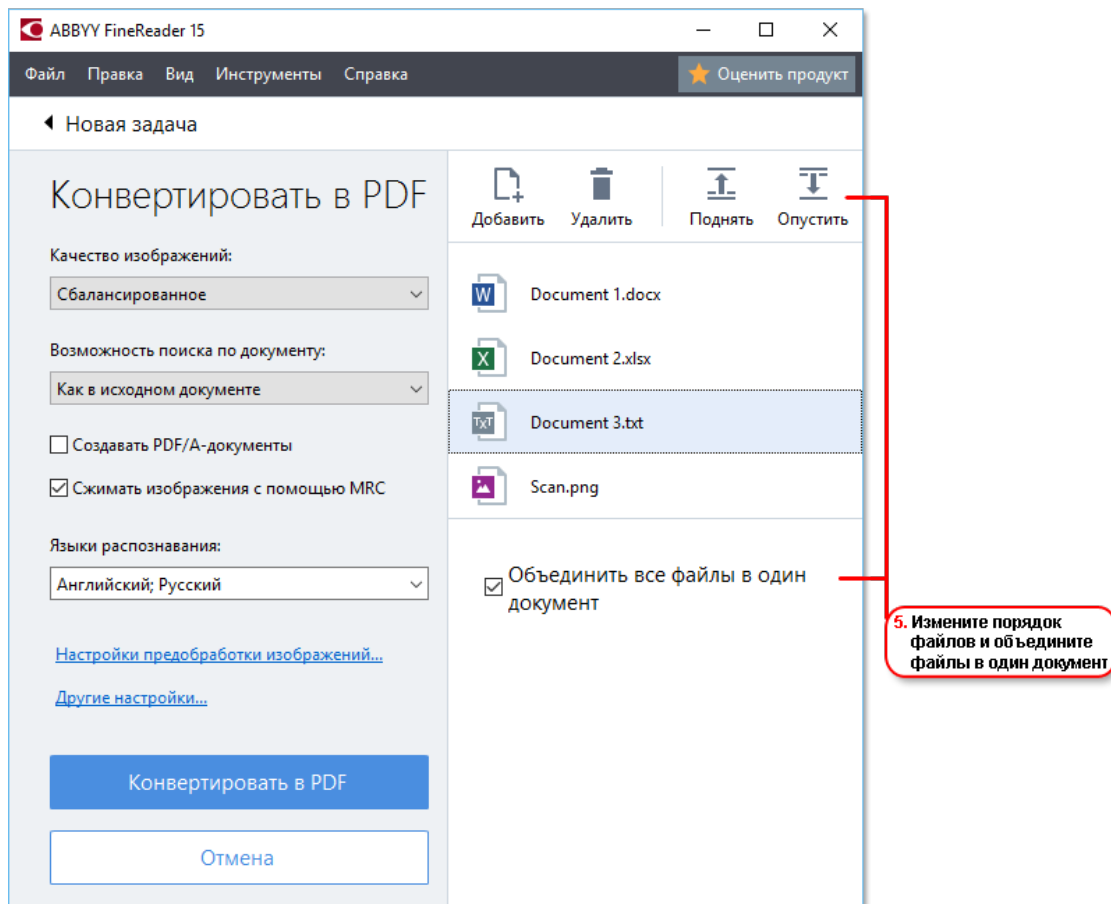 ABBYY FineReader 15
Файл Правка Вид Инструменты Справка
Оценить продукт
Новая задача
Конвертировать в PDF
Качество изображений:
Сбалансированное
Возможность поиска по документу:
Как в исходном документе
Создавать PDF/A-документы
Сжимать изображения с помощью MRC
Языки распознавания:
Английский; Русский
Настройки предобработки изображений...
Другие настройки...
Конвертировать в PDF
Отмена
Добавить Удалить Поднять Опустить
W Document 1.docx
X Document 2.xlsx
TXT Document 3.txt
Scan.png
Объединить все файлы в один
документ
5. Измените порядок
файлов и объедините
файлы в один документ